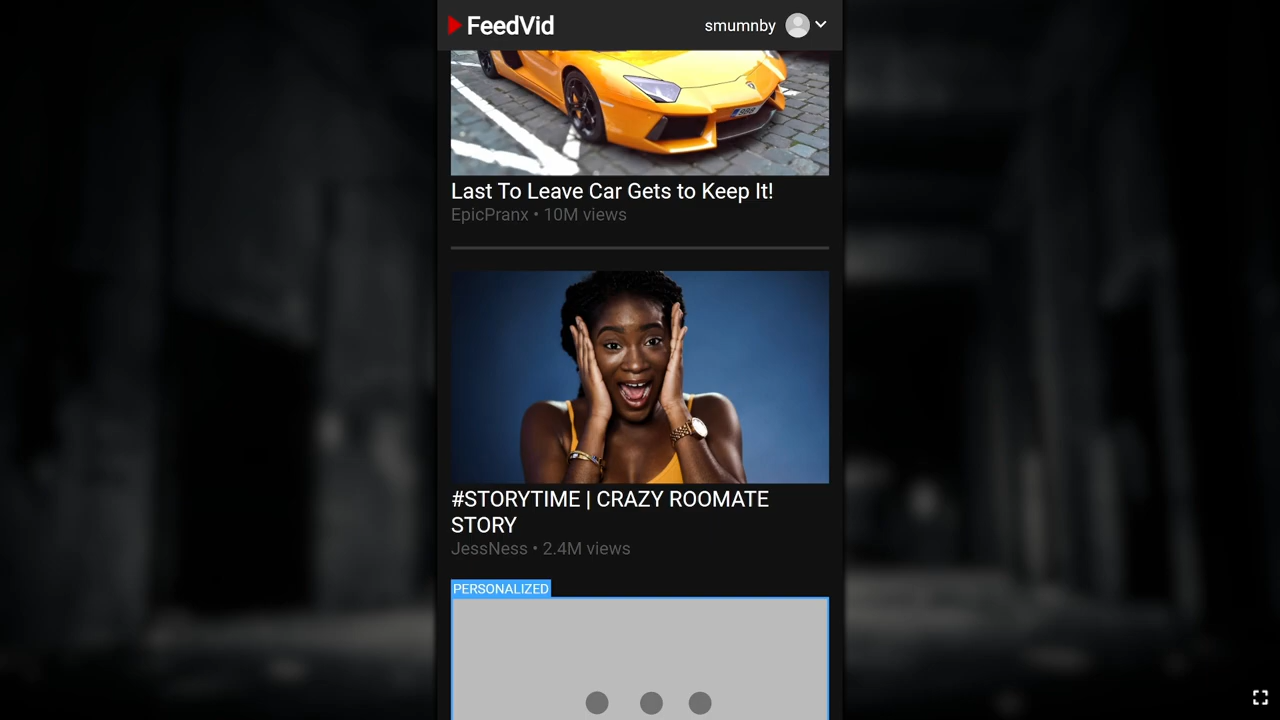 FeedVid
smumnby
Last To Leave Car Gets to Keep It!
EpicPranx • 10M views
#STORYTIME | CRAZY ROOMATE
STORY
JessNess • 2.4M views
PERSONALIZED